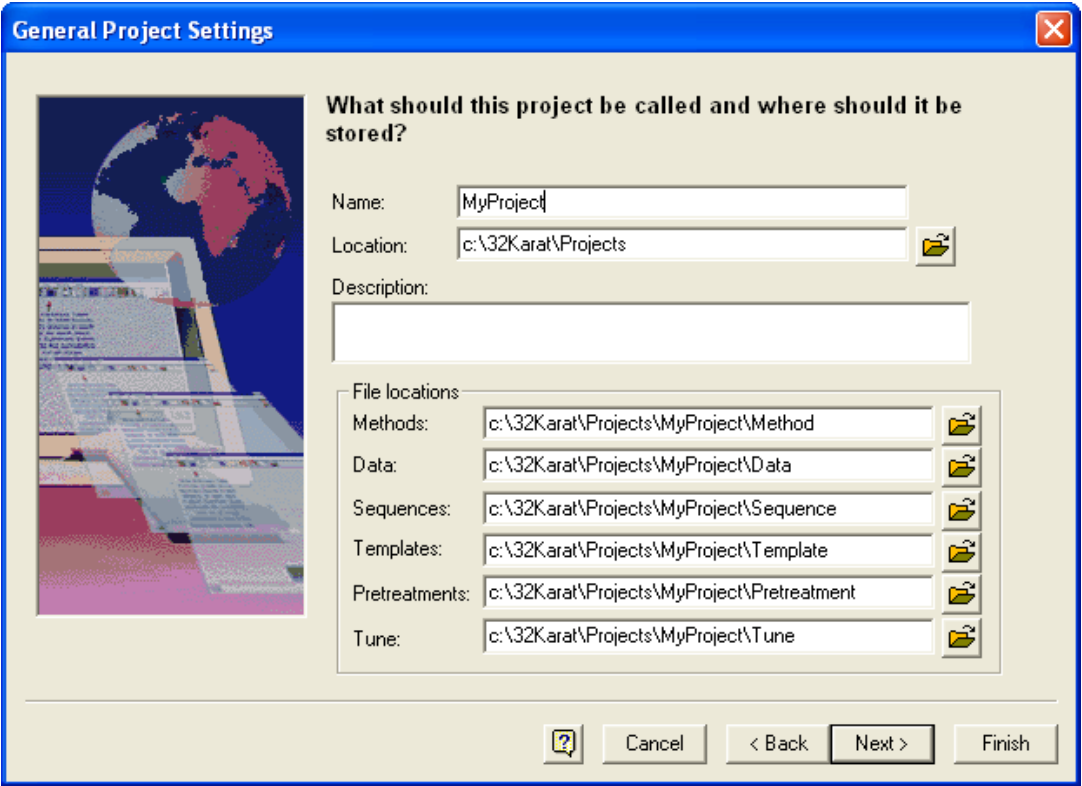 General Project Settings
What should this project be called and where should it be
stored?
Name: MyProject
Location: c:\32Karat\Projects
Description:
File locations
Methods: c:\32Karat\Projects\MyProject\Method
Data: c:\32Karat\Projects\MyProject\Data
Sequences: c:\32Karat\Projects\MyProject\Sequence
Templates: c:\32Karat\Projects\MyProject\Template
Pretreatments: c:\32Karat\Projects\MyProject\Pretreatment
Tune: c:\32Karat\Projects\MyProject\Tune
? Cancel < Back Next > Finish